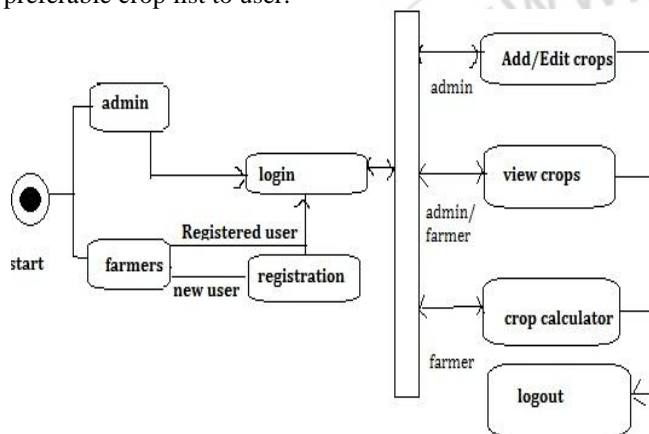 preferable crop list to user.
Add/Edit crops
admin
admin
login
view crops
admin/
farmer
Registered user
start
farmers
registration
new user
crop calculator
farmer
logout